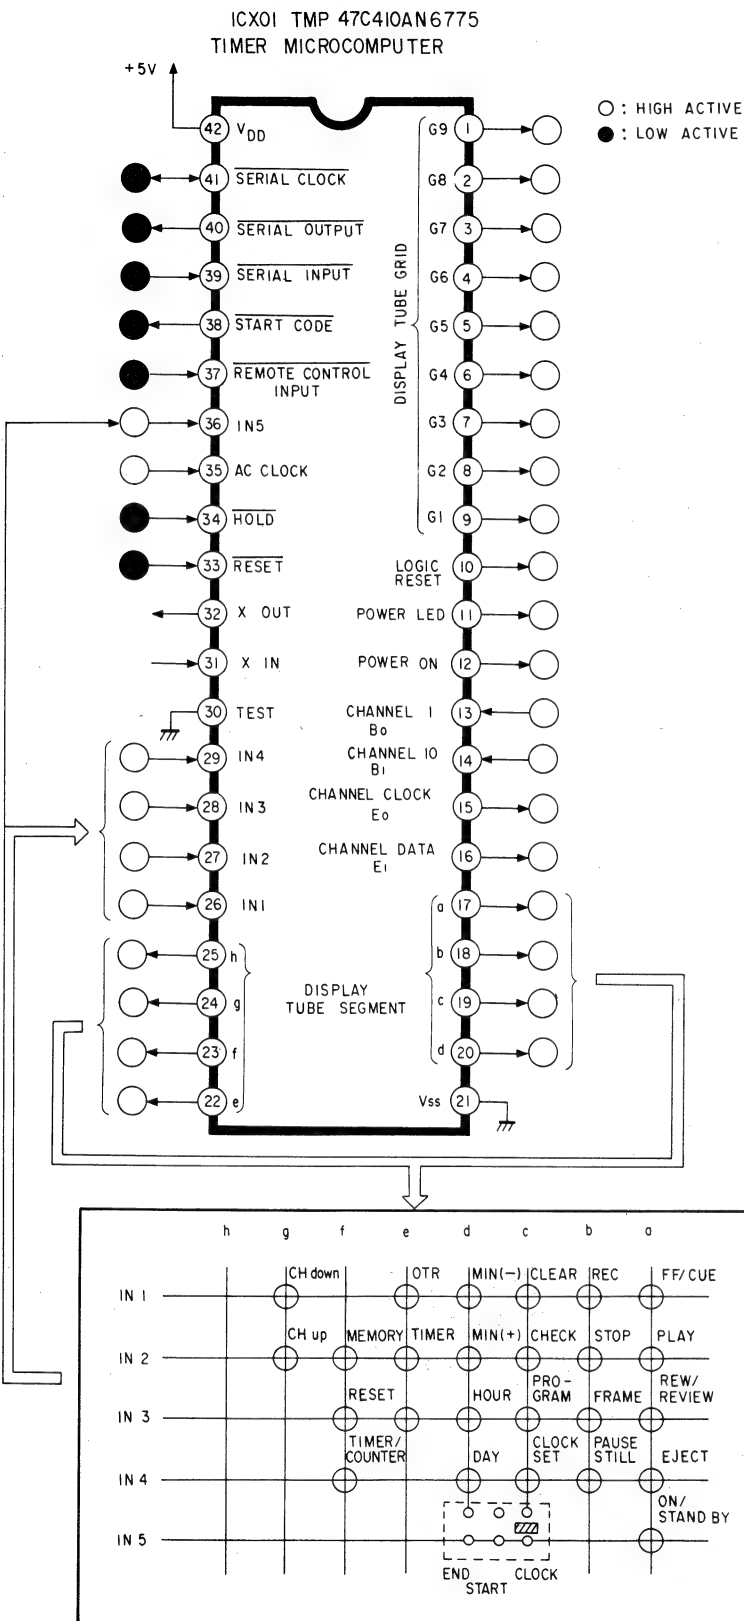 ICX01 TMP 47C410AN6775
TIMER MICROCOMPUTER
+5V
○ : HIGH ACTIVE
● : LOW ACTIVE
42 VDD
41 SERIAL CLOCK
40 SERIAL OUTPUT
39 SERIAL INPUT
38 START CODE
37 REMOTE CONTROL
INPUT
36 IN5
35 AC CLOCK
34 HOLD
33 RESET
32 X OUT
31 X IN
30 TEST
29 IN4
28 IN3
27 IN2
26 IN1
25 h
24 g
23 f
22 e
DISPLAY TUBE GRID
G9 1
G8 2
G7 3
G6 4
G5 5
G4 6
G3 7
G2 8
G1 9
LOGIC
RESET 10
POWER LED 11
POWER ON 12
CHANNEL 1 13
B0
CHANNEL 10 14
B1
CHANNEL CLOCK 15
E0
CHANNEL DATA 16
E1
a 17
b 18
c 19
d 20
Vss 21
DISPLAY
TUBE SEGMENT
h g f e d c b a
CH down OTR MIN(-) CLEAR REC FF/CUE
IN 1
CH up MEMORY TIMER MIN(+) CHECK STOP PLAY
IN 2
RESET HOUR PRO-
GRAM FRAME REW/
REVIEW
IN 3
TIMER/
COUNTER DAY CLOCK
SET PAUSE
STILL EJECT
IN 4
ON/
STAND BY
IN 5
END CLOCK
START